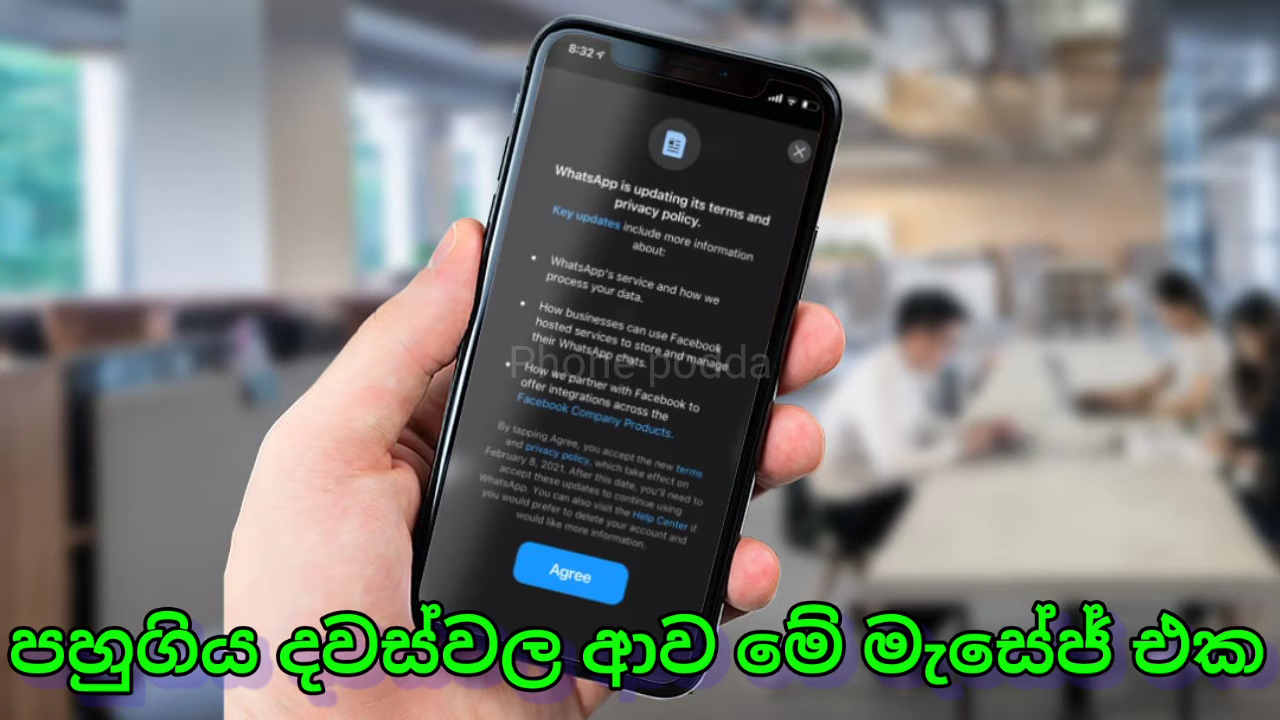 8:32
WhatsApp is updating its terms and
privacy policy.
Key updates include more information
about:
• WhatsApp's service and how we
process your data.
• How businesses can use Facebook
hosted services to store and manage
their WhatsApp chats.
Phone podda
• How we partner with Facebook to
offer integrations across the
Facebook Company Products.
By tapping Agree, you accept the new terms
and privacy policy, which take effect on
February 8, 2021. After this date, you'll need to
accept these updates to continue using
WhatsApp. You can also visit the Help Center if
you would prefer to delete your account and
would like more information.
Agree
පහුගිය දවස්වල ආව මේ මැසේජ් එක